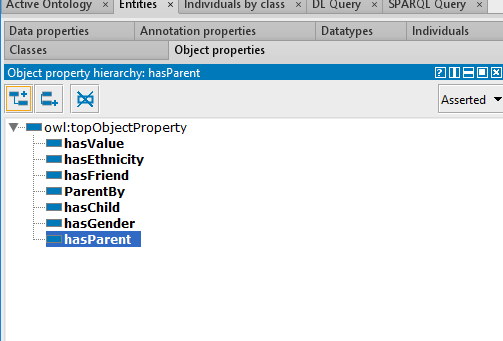 Active Ontology × Entities × Individuals by class × DL Query × SPARQL Query ×
Data properties Annotation properties Datatypes Individuals
Classes Object properties
Object property hierarchy: hasParent
Asserted
owl:topObjectProperty
hasValue
hasEthnicity
hasFriend
ParentBy
hasChild
hasGender
hasParent